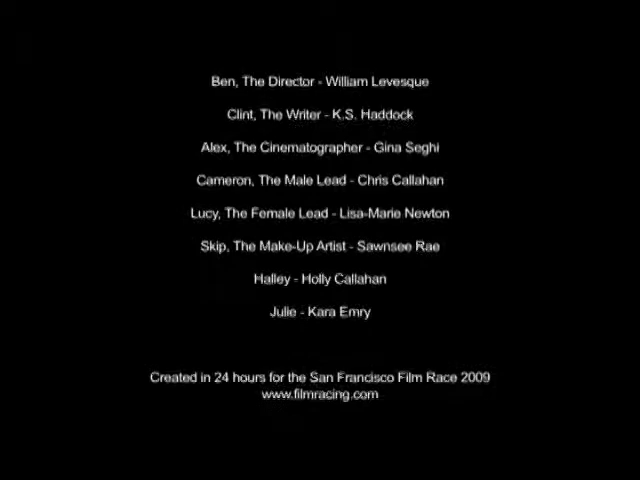 Ben, The Director - William Levesque
Clint, The Writer - K.S. Haddock
Alex, The Cinematographer - Gina Seghi
Cameron, The Male Lead - Chris Callahan
Lucy, The Female Lead - Lisa-Marie Newton
Skip, The Make-Up Artist - Sawnsee Rae
Halley - Holly Callahan
Julie - Kara Emry
Created in 24 hours for the San Francisco Film Race 2009
www.filmracing.com